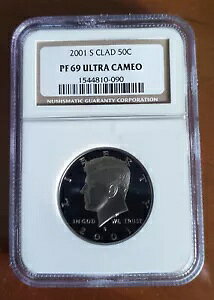 2001 S CLAD 50C
PF 69 ULTRA CAMEO
1544810-090
NUMISMATIC GUARANTY CORPORATION
LIBERTY
IN GOD WE TRUST
S
2001